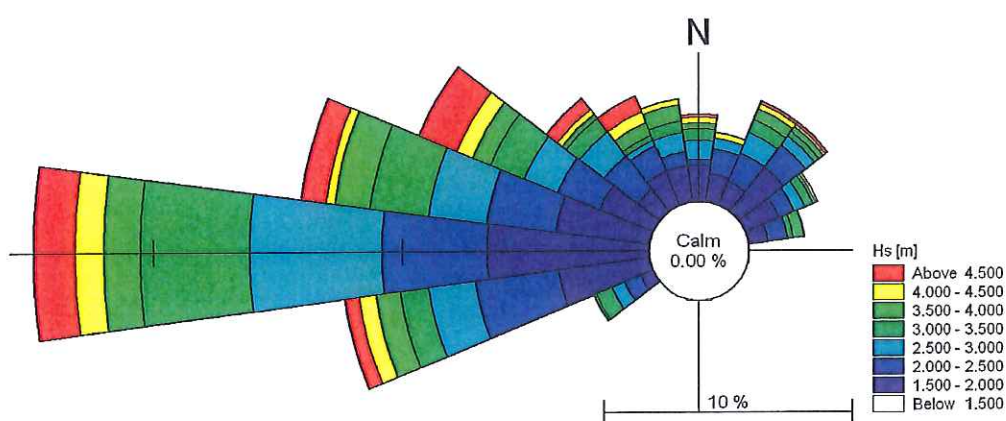 N
Calm
0.00 %
Hs [m]
Above 4.500
4.000 - 4.500
3.500 - 4.000
3.000 - 3.500
2.500 - 3.000
2.000 - 2.500
1.500 - 2.000
Below 1.500
10 %